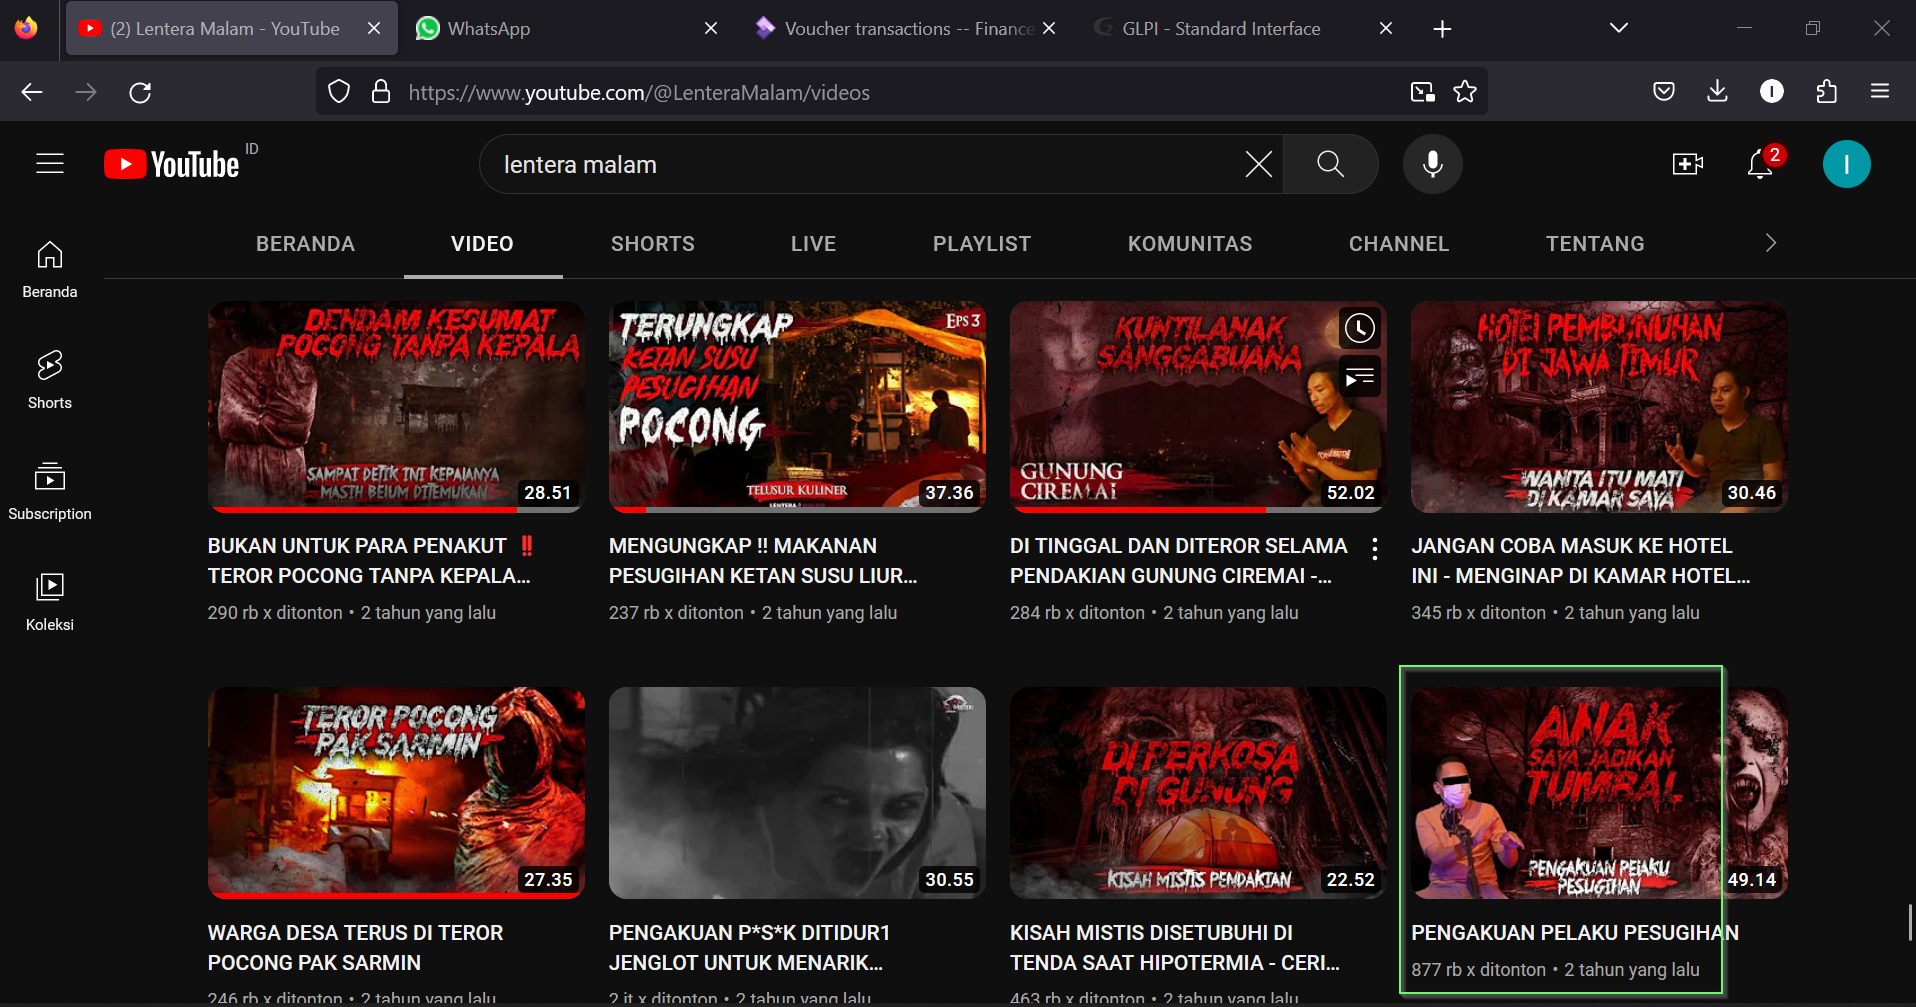 (2) Lentera Malam - YouTube
WhatsApp
Voucher transactions -- Finance
GLPI - Standard Interface
https://www.youtube.com/@LenteraMalam/videos
YouTube ID
lentera malam
2
I
BERANDA VIDEO SHORTS LIVE PLAYLIST KOMUNITAS CHANNEL TENTANG
Beranda
Shorts
Subscription
Koleksi
DENDAM KESUMAT
POCONG TANPA KEPALA
SAMPAI DETIK INI KEPALANYA
MASIH BELUM DITEMUKAN
28.51
BUKAN UNTUK PARA PENAKUT ‼
TEROR POCONG TANPA KEPALA...
290 rb x ditonton • 2 tahun yang lalu
TERUNGKAP
EPS 3
KETAN SUSU
PESUGIHAN
POCONG
TELUSUR KULINER
LENTERA
37.36
MENGUNGKAP !! MAKANAN
PESUGIHAN KETAN SUSU LIUR...
237 rb x ditonton • 2 tahun yang lalu
KUNTILANAK
SANGGABUANA
GUNUNG
CIREMAI
52.02
DI TINGGAL DAN DITEROR SELAMA
PENDAKIAN GUNUNG CIREMAI -...
284 rb x ditonton • 2 tahun yang lalu
HOTEL PEMBUNUHAN
DI JAWA TIMUR
WANITA ITU MATI
DI KAMAR SAYA
30.46
JANGAN COBA MASUK KE HOTEL
INI - MENGINAP DI KAMAR HOTEL...
345 rb x ditonton • 2 tahun yang lalu
TEROR POCONG
PAK SARMIN
27.35
WARGA DESA TERUS DI TEROR
POCONG PAK SARMIN
246 rb x ditonton • 2 tahun yang lalu
30.55
PENGAKUAN P*S*K DITIDUR1
JENGLOT UNTUK MENARIK...
2 jt x ditonton • 2 tahun yang lalu
DI PERKOSA
DI GUNUNG
KISAH MISTIS PENDAKIAN
22.52
KISAH MISTIS DISETUBUHI DI
TENDA SAAT HIPOTERMIA - CERI...
463 rb x ditonton • 2 tahun yang lalu
ANAK
SAYA JADIKAN
TUMBAL
PENGAKUAN PELAKU
PESUGIHAN
49.14
PENGAKUAN PELAKU PESUGIHAN
877 rb x ditonton • 2 tahun yang lalu